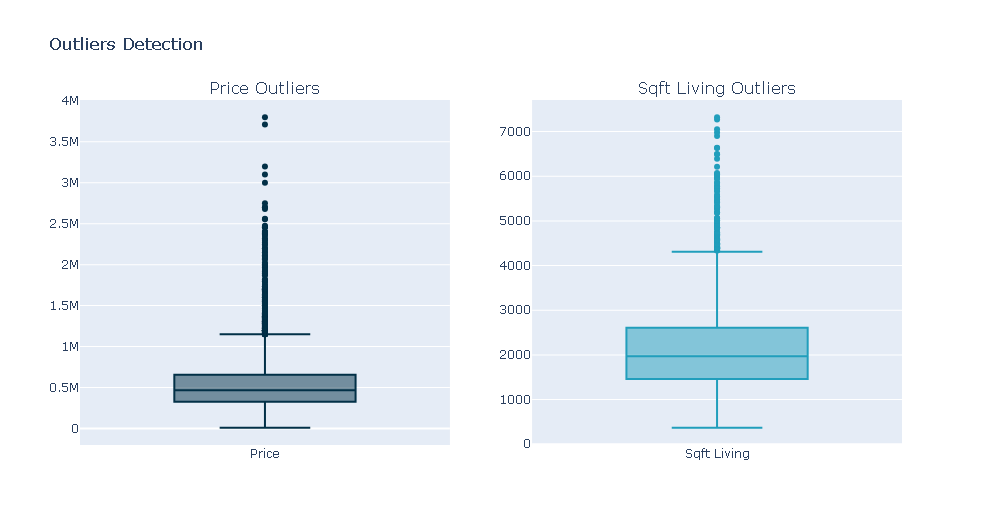 Outliers Detection
Price Outliers
4M
3.5M
3M
2.5M
2M
1.5M
1M
0.5M
0
Price
Sqft Living Outliers
7000
6000
5000
4000
3000
2000
1000
0
Sqft Living